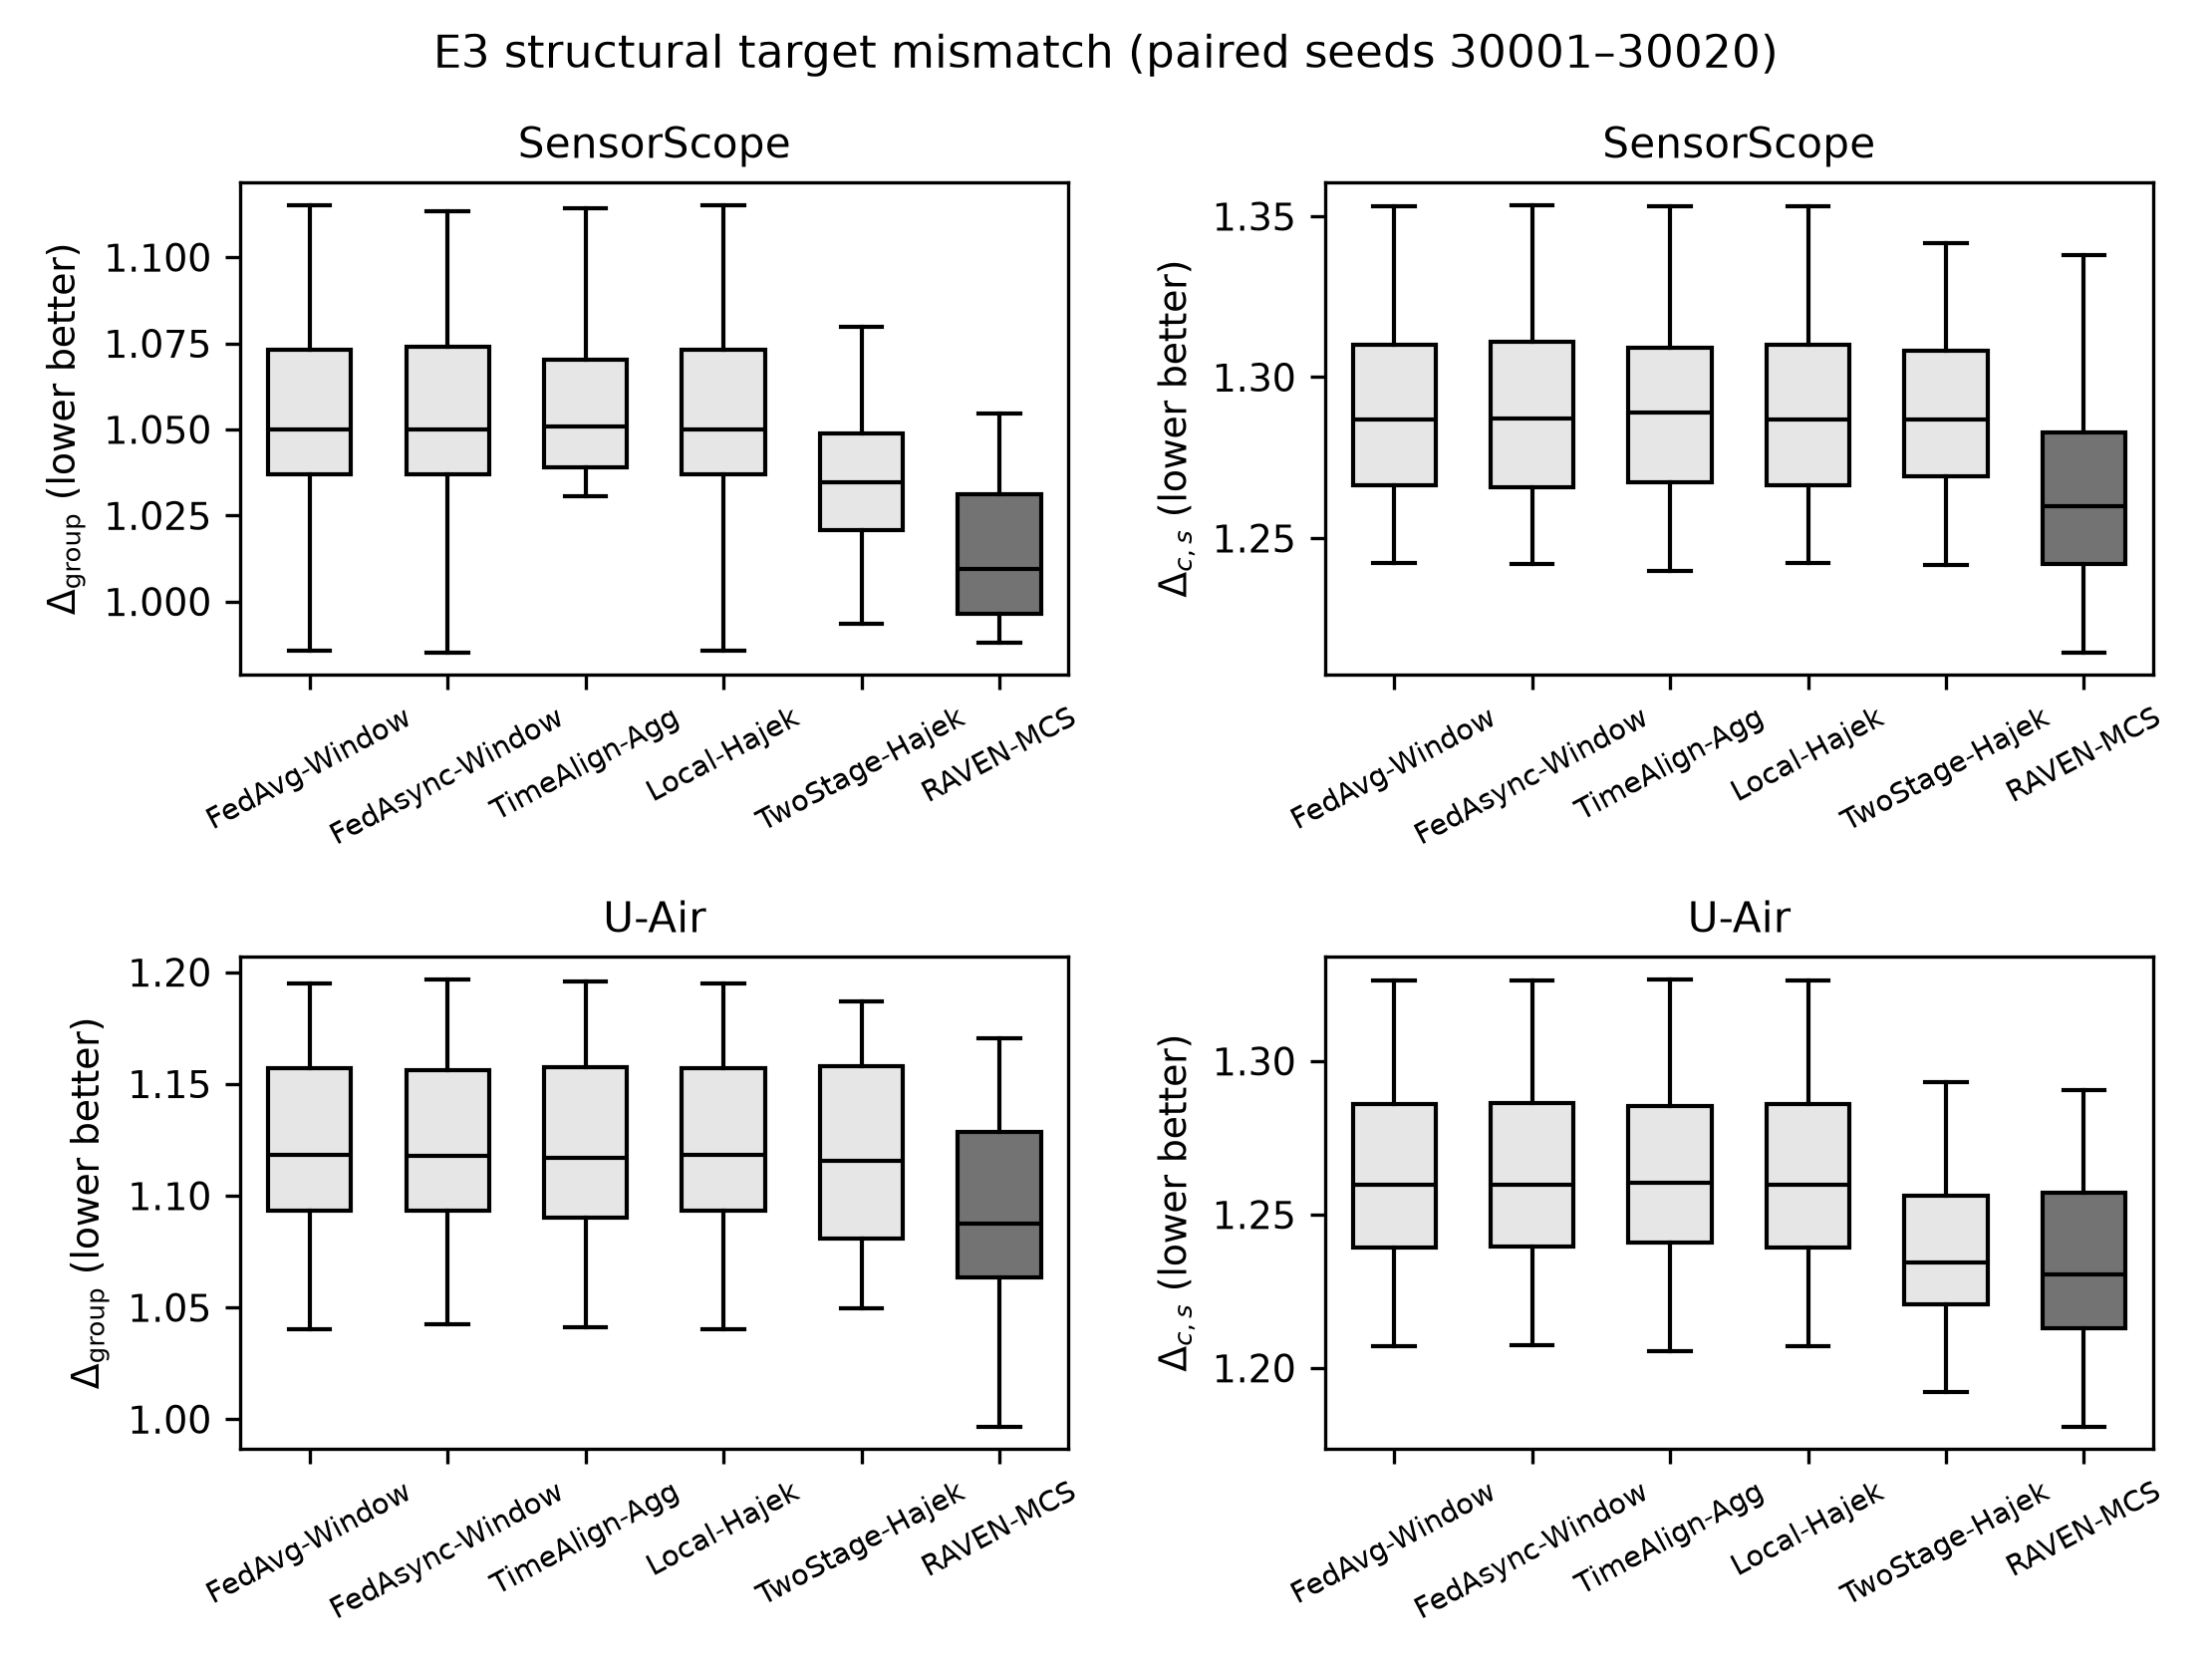 E3 structural target mismatch (paired seeds 30001–30020)
SensorScope
Δgroup (lower better)
1.100
1.075
1.050
1.025
1.000
FedAvg-Window
FedAsync-Window
TimeAlign-Agg
Local-Hajek
TwoStage-Hajek
RAVEN-MCS
SensorScope
Δc, s (lower better)
1.35
1.30
1.25
FedAvg-Window
FedAsync-Window
TimeAlign-Agg
Local-Hajek
TwoStage-Hajek
RAVEN-MCS
U-Air
Δgroup (lower better)
1.20
1.15
1.10
1.05
1.00
FedAvg-Window
FedAsync-Window
TimeAlign-Agg
Local-Hajek
TwoStage-Hajek
RAVEN-MCS
U-Air
Δc, s (lower better)
1.30
1.25
1.20
FedAvg-Window
FedAsync-Window
TimeAlign-Agg
Local-Hajek
TwoStage-Hajek
RAVEN-MCS